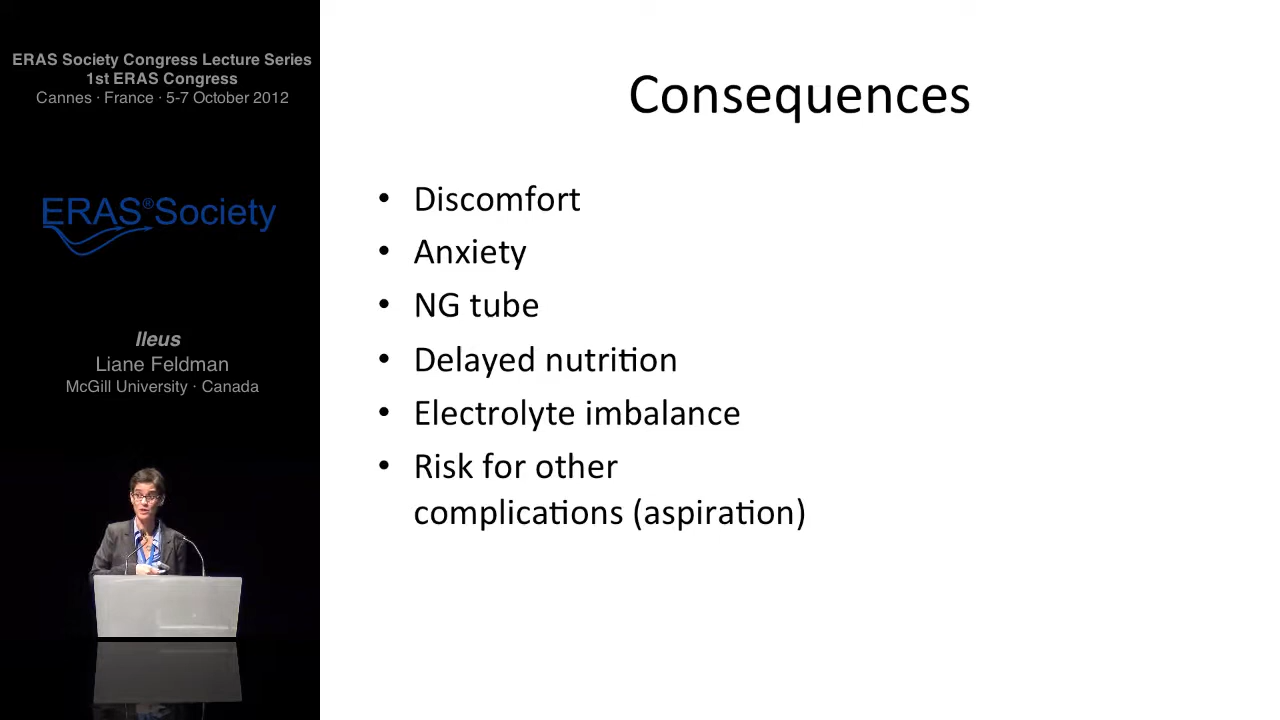 ERAS Society Congress Lecture Series
1st ERAS Congress
Cannes · France · 5-7 October 2012
ERAS®Society
Ileus
Liane Feldman
McGill University · Canada
Consequences
• Discomfort
• Anxiety
• NG tube
• Delayed nutrition
• Electrolyte imbalance
• Risk for other
complications (aspiration)